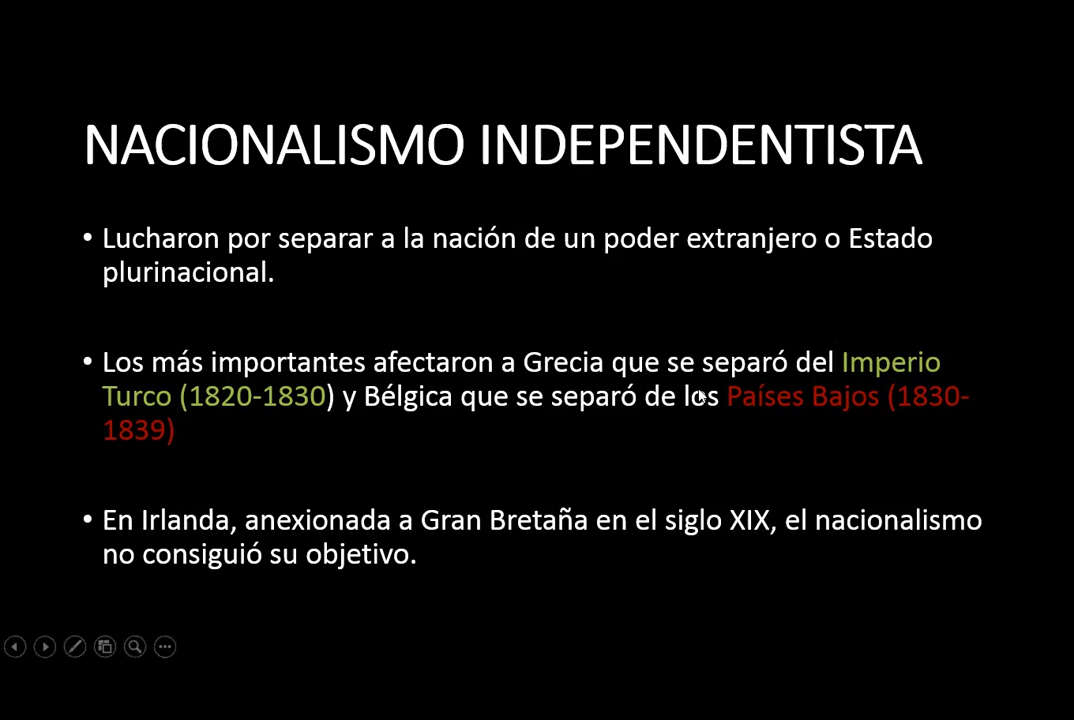 NACIONALISMO INDEPENDENTISTA
• Lucharon por separar a la nación de un poder extranjero o Estado
plurinacional.
• Los más importantes afectaron a Grecia que se separó del Imperio
Turco (1820-1830) y Bélgica que se separó de los Países Bajos (1830-
1839)
• En Irlanda, anexionada a Gran Bretaña en el siglo XIX, el nacionalismo
no consiguió su objetivo.